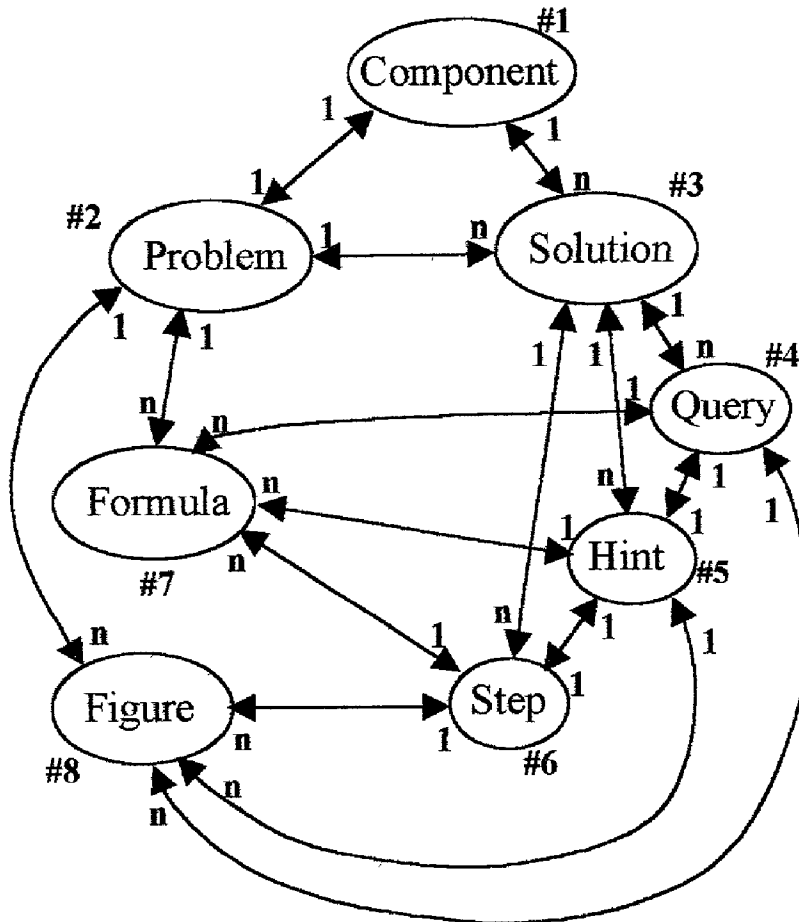 #1
Component
1 1
1 n #3
#2
Problem 1 n Solution
1 1 1 1 1
n #4
n n 1 Query
Formula n n 1 1
1 Hint
n 1 #5
#7
n 1 n 1 1
Figure Step 1
n 1
#8 #6
n n